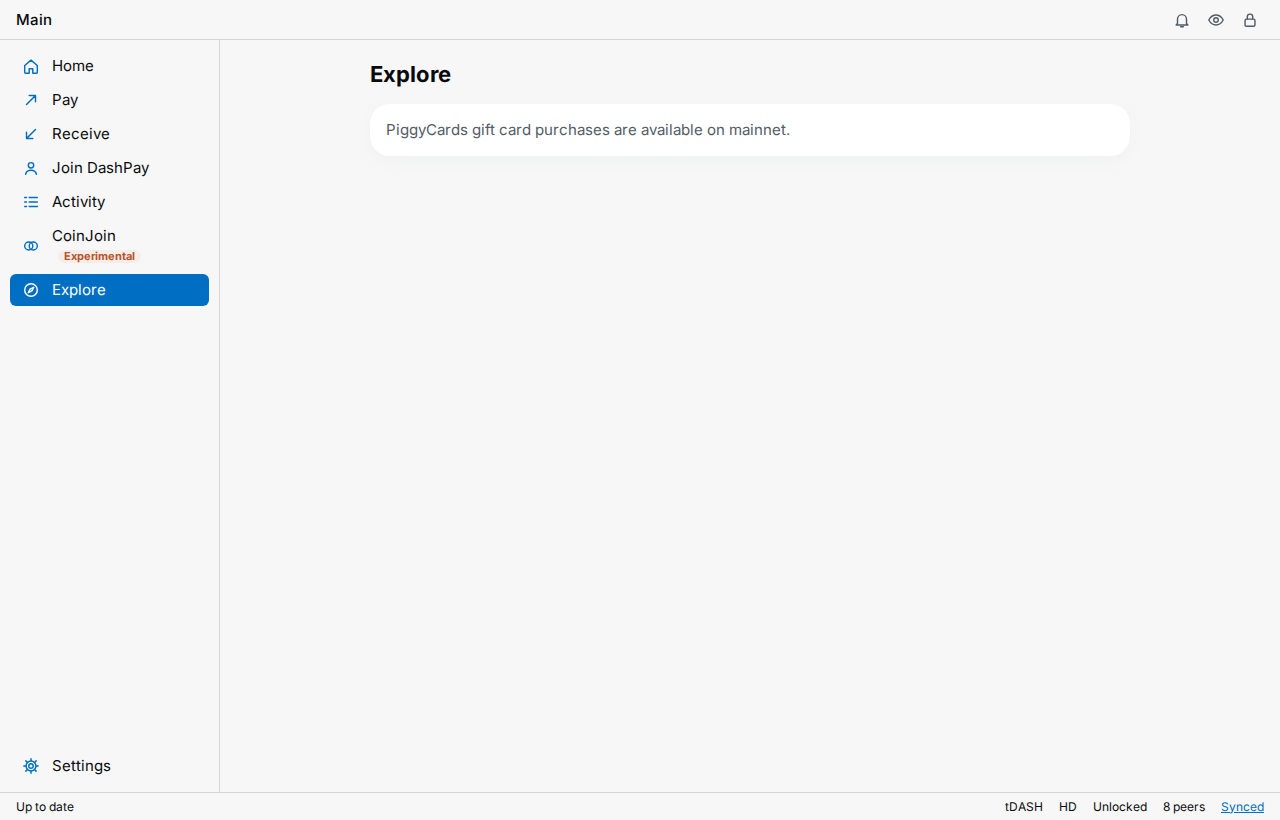 Main
Home
Pay
Receive
Join DashPay
Activity
CoinJoin
Experimental
Explore
Settings
Explore
PiggyCards gift card purchases are available on mainnet.
Up to date
tDASH HD Unlocked 8 peers Synced